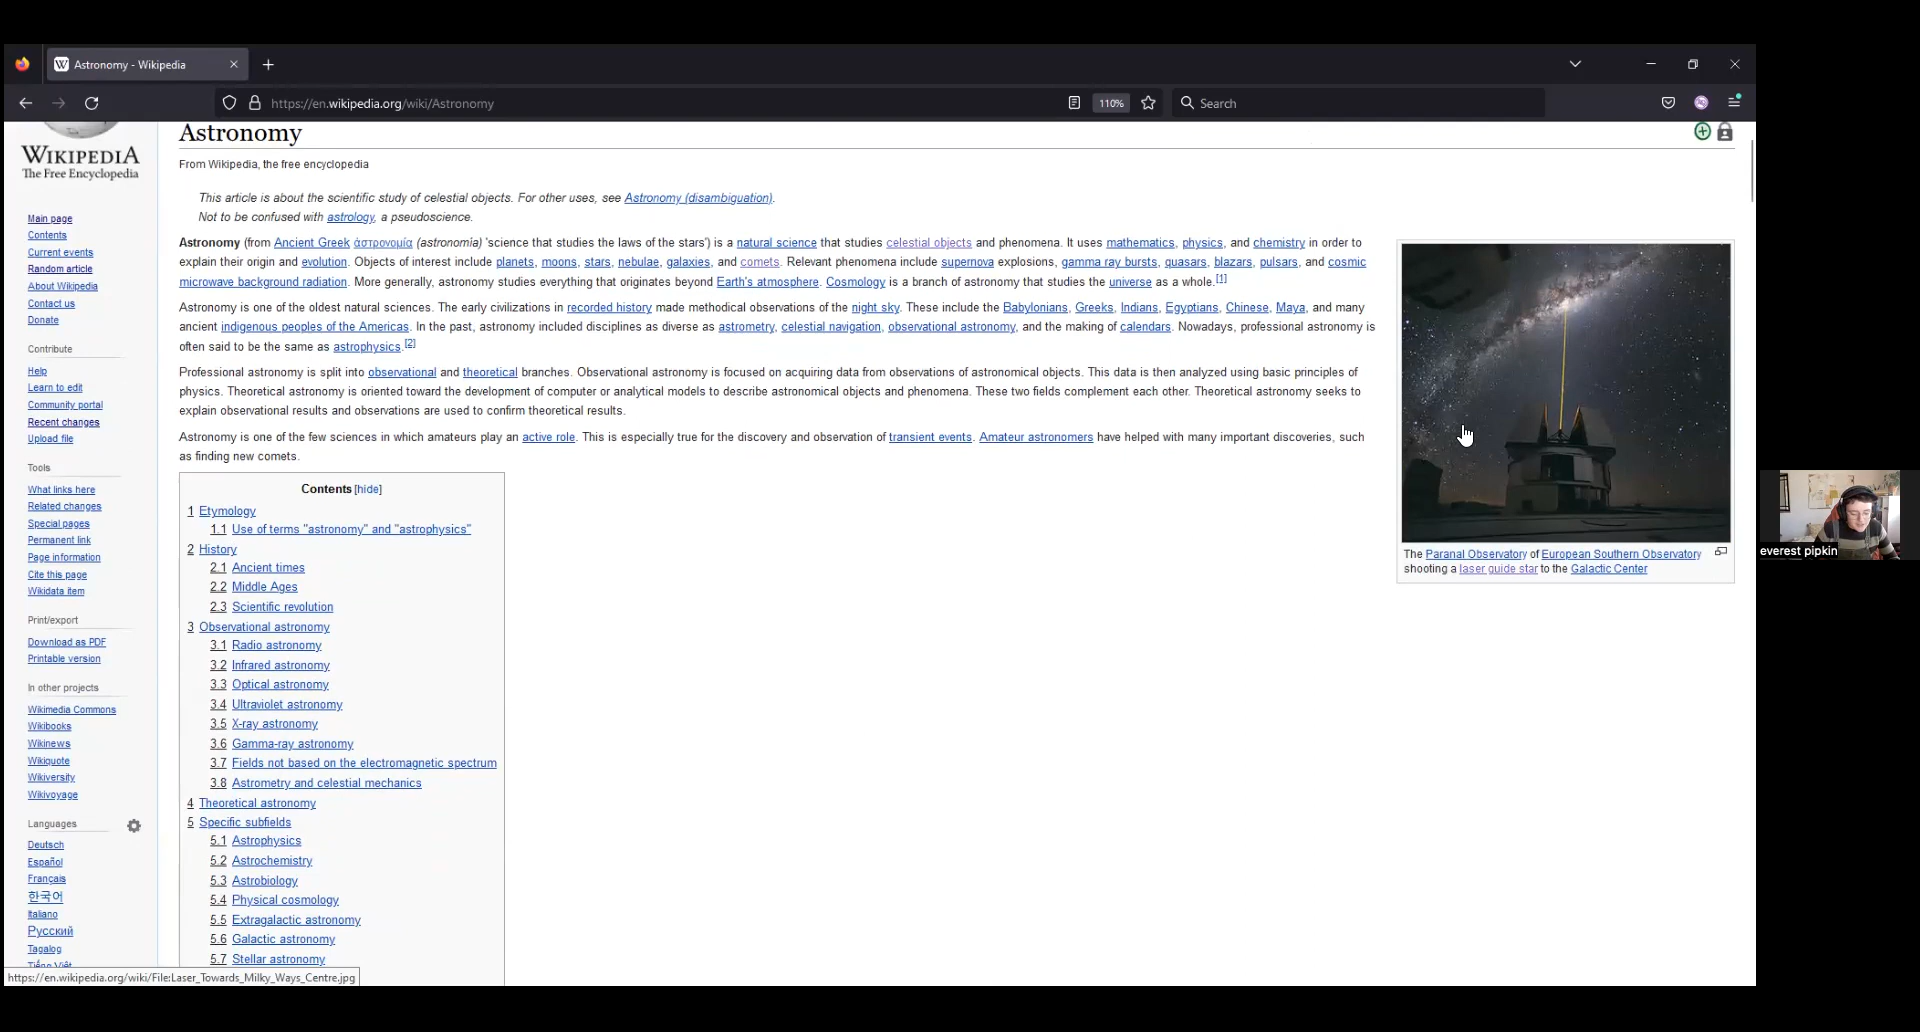 Astronomy - Wikipedia
https://en.wikipedia.org/wiki/Astronomy
110%
Search
WIKIPEDIA
The Free Encyclopedia
Main page
Contents
Current events
Random article
About Wikipedia
Contact us
Donate
Contribute
Help
Learn to edit
Community portal
Recent changes
Upload file
Tools
What links here
Related changes
Special pages
Permanent link
Page information
Cite this page
Wikidata item
Print/export
Download as PDF
Printable version
In other projects
Wikimedia Commons
Wikibooks
Wikinews
Wikiquote
Wikiversity
Wikivoyage
Languages
Deutsch
Español
Français
한국어
Italiano
Русский
Tagalog
Tiếng Việt
Astronomy
From Wikipedia, the free encyclopedia
This article is about the scientific study of celestial objects. For other uses, see Astronomy (disambiguation).
Not to be confused with astrology, a pseudoscience.
Astronomy (from Ancient Greek ἀστρονομία (astronomía) 'science that studies the laws of the stars') is a natural science that studies celestial objects and phenomena. It uses mathematics, physics, and chemistry in order to
explain their origin and evolution. Objects of interest include planets, moons, stars, nebulae, galaxies, and comets. Relevant phenomena include supernova explosions, gamma ray bursts, quasars, blazars, pulsars, and cosmic
microwave background radiation. More generally, astronomy studies everything that originates beyond Earth's atmosphere. Cosmology is a branch of astronomy that studies the universe as a whole.[1]
Astronomy is one of the oldest natural sciences. The early civilizations in recorded history made methodical observations of the night sky. These include the Babylonians, Greeks, Indians, Egyptians, Chinese, Maya, and many
ancient indigenous peoples of the Americas. In the past, astronomy included disciplines as diverse as astrometry, celestial navigation, observational astronomy, and the making of calendars. Nowadays, professional astronomy is
often said to be the same as astrophysics.[2]
Professional astronomy is split into observational and theoretical branches. Observational astronomy is focused on acquiring data from observations of astronomical objects. This data is then analyzed using basic principles of
physics. Theoretical astronomy is oriented toward the development of computer or analytical models to describe astronomical objects and phenomena. These two fields complement each other. Theoretical astronomy seeks to
explain observational results and observations are used to confirm theoretical results.
Astronomy is one of the few sciences in which amateurs play an active role. This is especially true for the discovery and observation of transient events. Amateur astronomers have helped with many important discoveries, such
as finding new comets.
Contents [hide]
1 Etymology
1.1 Use of terms "astronomy" and "astrophysics"
2 History
2.1 Ancient times
2.2 Middle Ages
2.3 Scientific revolution
3 Observational astronomy
3.1 Radio astronomy
3.2 Infrared astronomy
3.3 Optical astronomy
3.4 Ultraviolet astronomy
3.5 X-ray astronomy
3.6 Gamma-ray astronomy
3.7 Fields not based on the electromagnetic spectrum
3.8 Astrometry and celestial mechanics
4 Theoretical astronomy
5 Specific subfields
5.1 Astrophysics
5.2 Astrochemistry
5.3 Astrobiology
5.4 Physical cosmology
5.5 Extragalactic astronomy
5.6 Galactic astronomy
5.7 Stellar astronomy
The Paranal Observatory of European Southern Observatory
shooting a laser guide star to the Galactic Center
everest pipkin
https://en.wikipedia.org/wiki/File:Laser_Towards_Milky_Ways_Centre.jpg